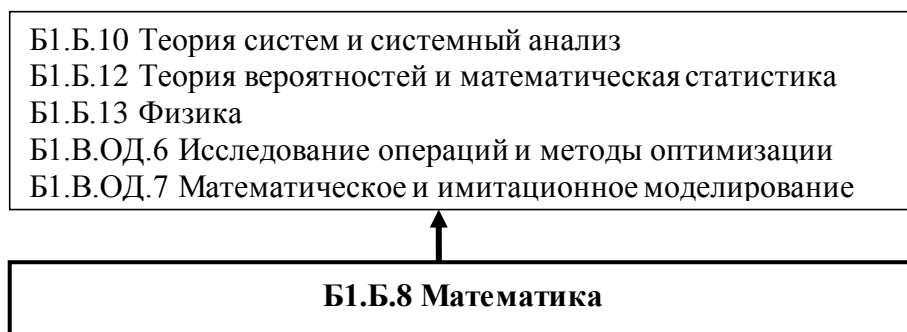 Б1.Б.10 Теория систем и системный анализ
Б1.Б.12 Теория вероятностей и математическая статистика
Б1.Б.13 Физика
Б1.В.ОД.6 Исследование операций и методы оптимизации
Б1.В.ОД.7 Математическое и имитационное моделирование
Б1.Б.8 Математика